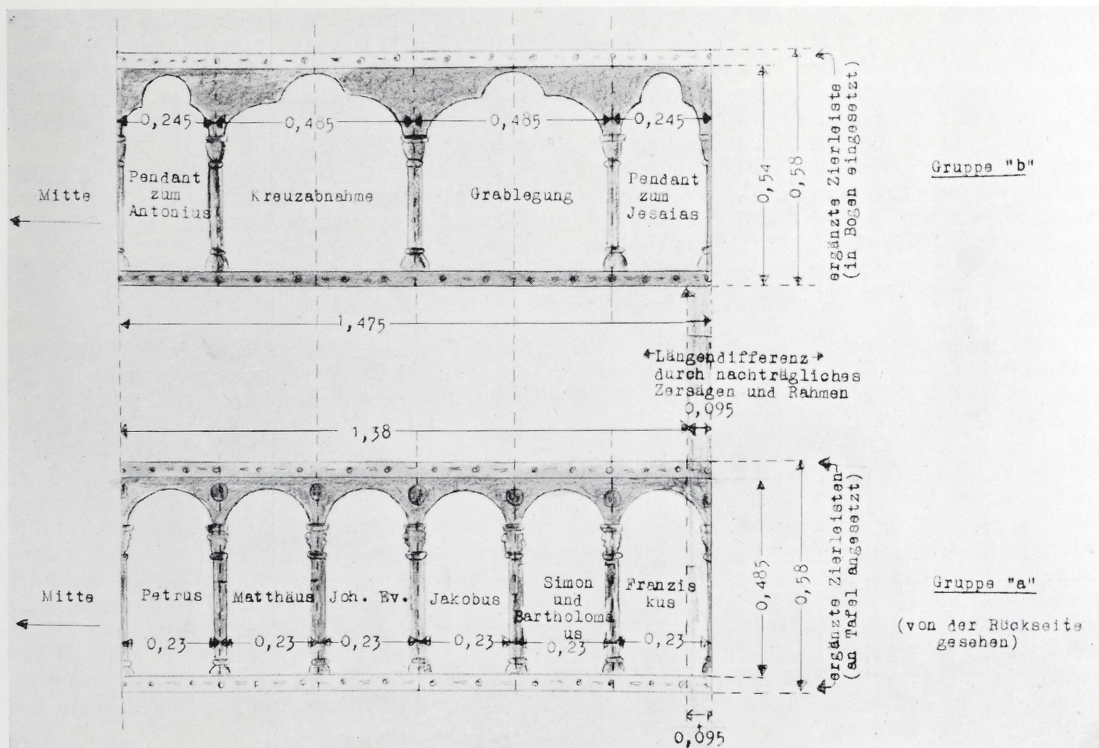 0,245
0,485
0,485
0,245
Mitte
Pendant
zum
Antonius
Kreuzabnahme
Grablegung
Pendant
zum
Jesaias
0,54
0,58
ergänzte Zierleiste
(in Bogen eingesetzt)
Gruppe "b"
1,475
Längendifferenz
durch nachträgliches
Zersägen und Rahmen
0,095
1,38
Mitte
Petrus
Matthäus
Joh. Ev.
Jakobus
Simon
und
Bartholomä
us
Franzis
kus
0,23
0,23
0,23
0,23
0,23
0,23
0,485
0,58
ergänzte Zierleisten
(an Tafel angesetzt)
Gruppe "a"
(von der Rückseite
gesehen)
0,095